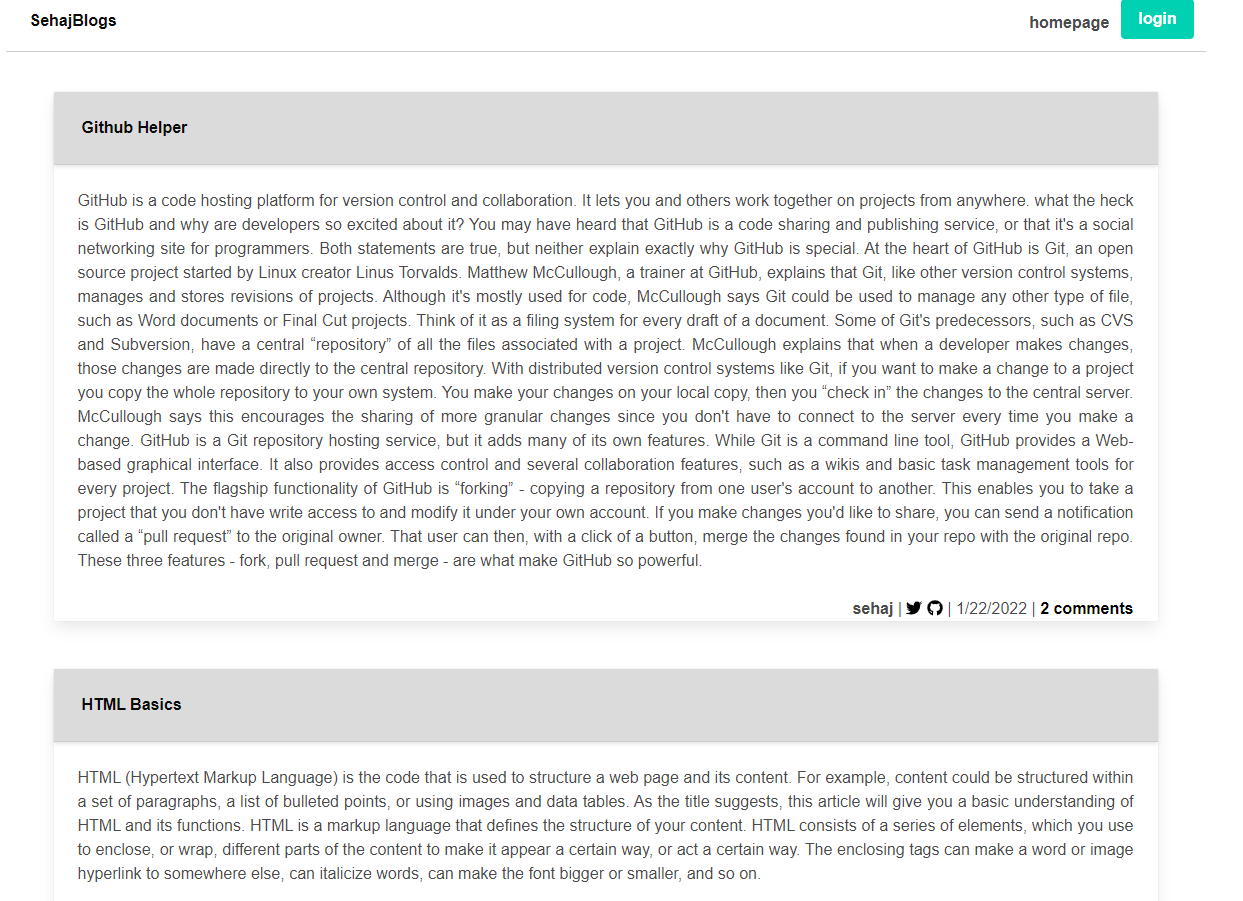 SehajBlogs
homepage
login
Github Helper
GitHub is a code hosting platform for version control and collaboration. It lets you and others work together on projects from anywhere. what the heck
is GitHub and why are developers so excited about it? You may have heard that GitHub is a code sharing and publishing service, or that it's a social
networking site for programmers. Both statements are true, but neither explain exactly why GitHub is special. At the heart of GitHub is Git, an open
source project started by Linux creator Linus Torvalds. Matthew McCullough, a trainer at GitHub, explains that Git, like other version control systems,
manages and stores revisions of projects. Although it's mostly used for code, McCullough says Git could be used to manage any other type of file,
such as Word documents or Final Cut projects. Think of it as a filing system for every draft of a document. Some of Git's predecessors, such as CVS
and Subversion, have a central “repository” of all the files associated with a project. McCullough explains that when a developer makes changes,
those changes are made directly to the central repository. With distributed version control systems like Git, if you want to make a change to a project
you copy the whole repository to your own system. You make your changes on your local copy, then you “check in” the changes to the central server.
McCullough says this encourages the sharing of more granular changes since you don't have to connect to the server every time you make a
change. GitHub is a Git repository hosting service, but it adds many of its own features. While Git is a command line tool, GitHub provides a Web-
based graphical interface. It also provides access control and several collaboration features, such as a wikis and basic task management tools for
every project. The flagship functionality of GitHub is “forking” - copying a repository from one user's account to another. This enables you to take a
project that you don't have write access to and modify it under your own account. If you make changes you'd like to share, you can send a notification
called a “pull request” to the original owner. That user can then, with a click of a button, merge the changes found in your repo with the original repo.
These three features - fork, pull request and merge - are what make GitHub so powerful.
sehaj | | 1/22/2022 | 2 comments
HTML Basics
HTML (Hypertext Markup Language) is the code that is used to structure a web page and its content. For example, content could be structured within
a set of paragraphs, a list of bulleted points, or using images and data tables. As the title suggests, this article will give you a basic understanding of
HTML and its functions. HTML is a markup language that defines the structure of your content. HTML consists of a series of elements, which you use
to enclose, or wrap, different parts of the content to make it appear a certain way, or act a certain way. The enclosing tags can make a word or image
hyperlink to somewhere else, can italicize words, can make the font bigger or smaller, and so on.